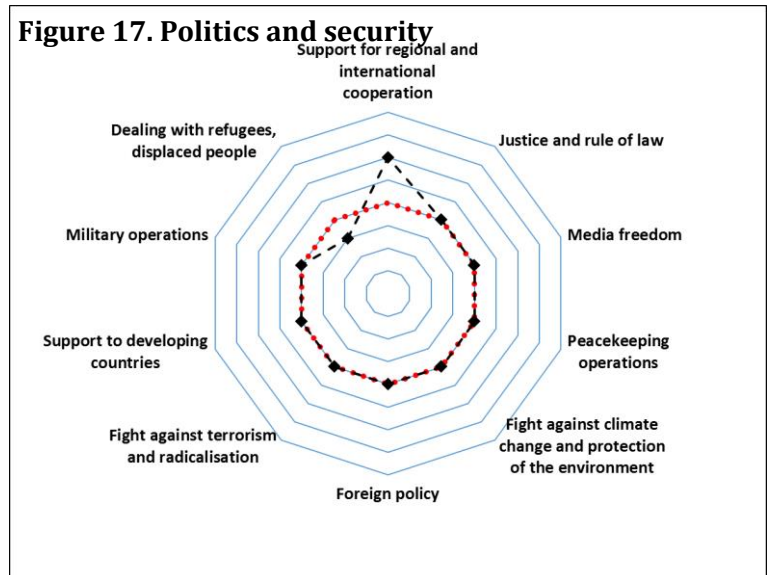 Figure 17. Politics and security
Support for regional and
international
cooperation
Dealing with refugees,
displaced people
Justice and rule of law
Military operations
Media freedom
Support to developing
countries
Peacekeeping
operations
Fight against terrorism
and radicalisation
Fight against climate
change and protection
of the environment
Foreign policy